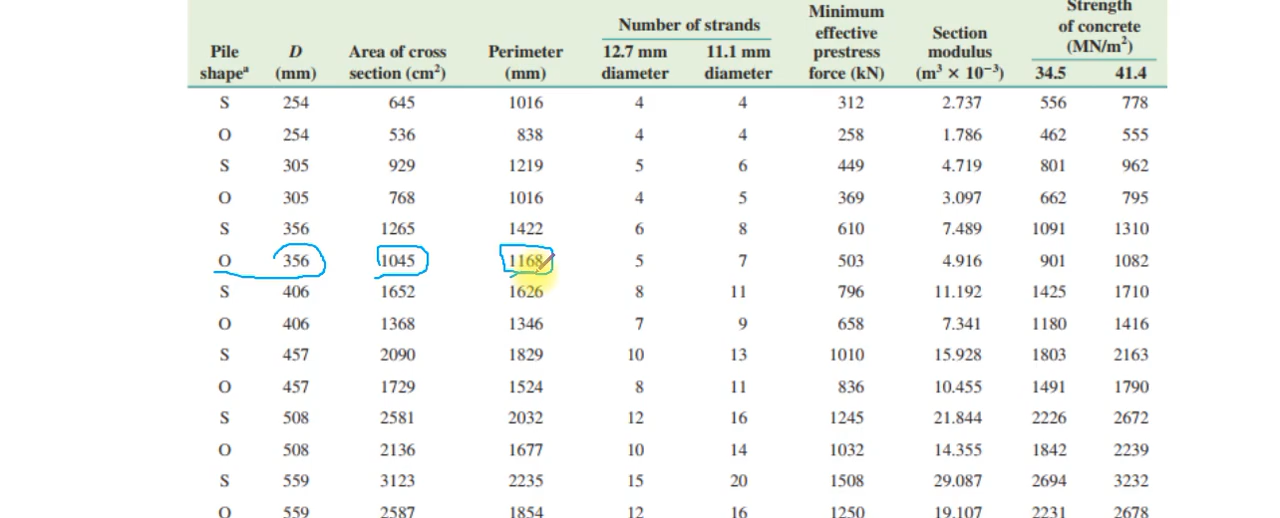 Strength
Minimum
Number of strands effective Section of concrete
Pile D Area of cross Perimeter 12.7 mm 11.1 mm prestress modulus (MN/m²)
shapeᵃ (mm) section (cm²) (mm) diameter diameter force (kN) (m³ × 10⁻³) 34.5 41.4
S 254 645 1016 4 4 312 2.737 556 778
O 254 536 838 4 4 258 1.786 462 555
S 305 929 1219 5 6 449 4.719 801 962
O 305 768 1016 4 5 369 3.097 662 795
S 356 1265 1422 6 8 610 7.489 1091 1310
O 356 1045 1168 5 7 503 4.916 901 1082
S 406 1652 1626 8 11 796 11.192 1425 1710
O 406 1368 1346 7 9 658 7.341 1180 1416
S 457 2090 1829 10 13 1010 15.928 1803 2163
O 457 1729 1524 8 11 836 10.455 1491 1790
S 508 2581 2032 12 16 1245 21.844 2226 2672
O 508 2136 1677 10 14 1032 14.355 1842 2239
S 559 3123 2235 15 20 1508 29.087 2694 3232
O 559 2587 1854 12 16 1250 19.107 2231 2678